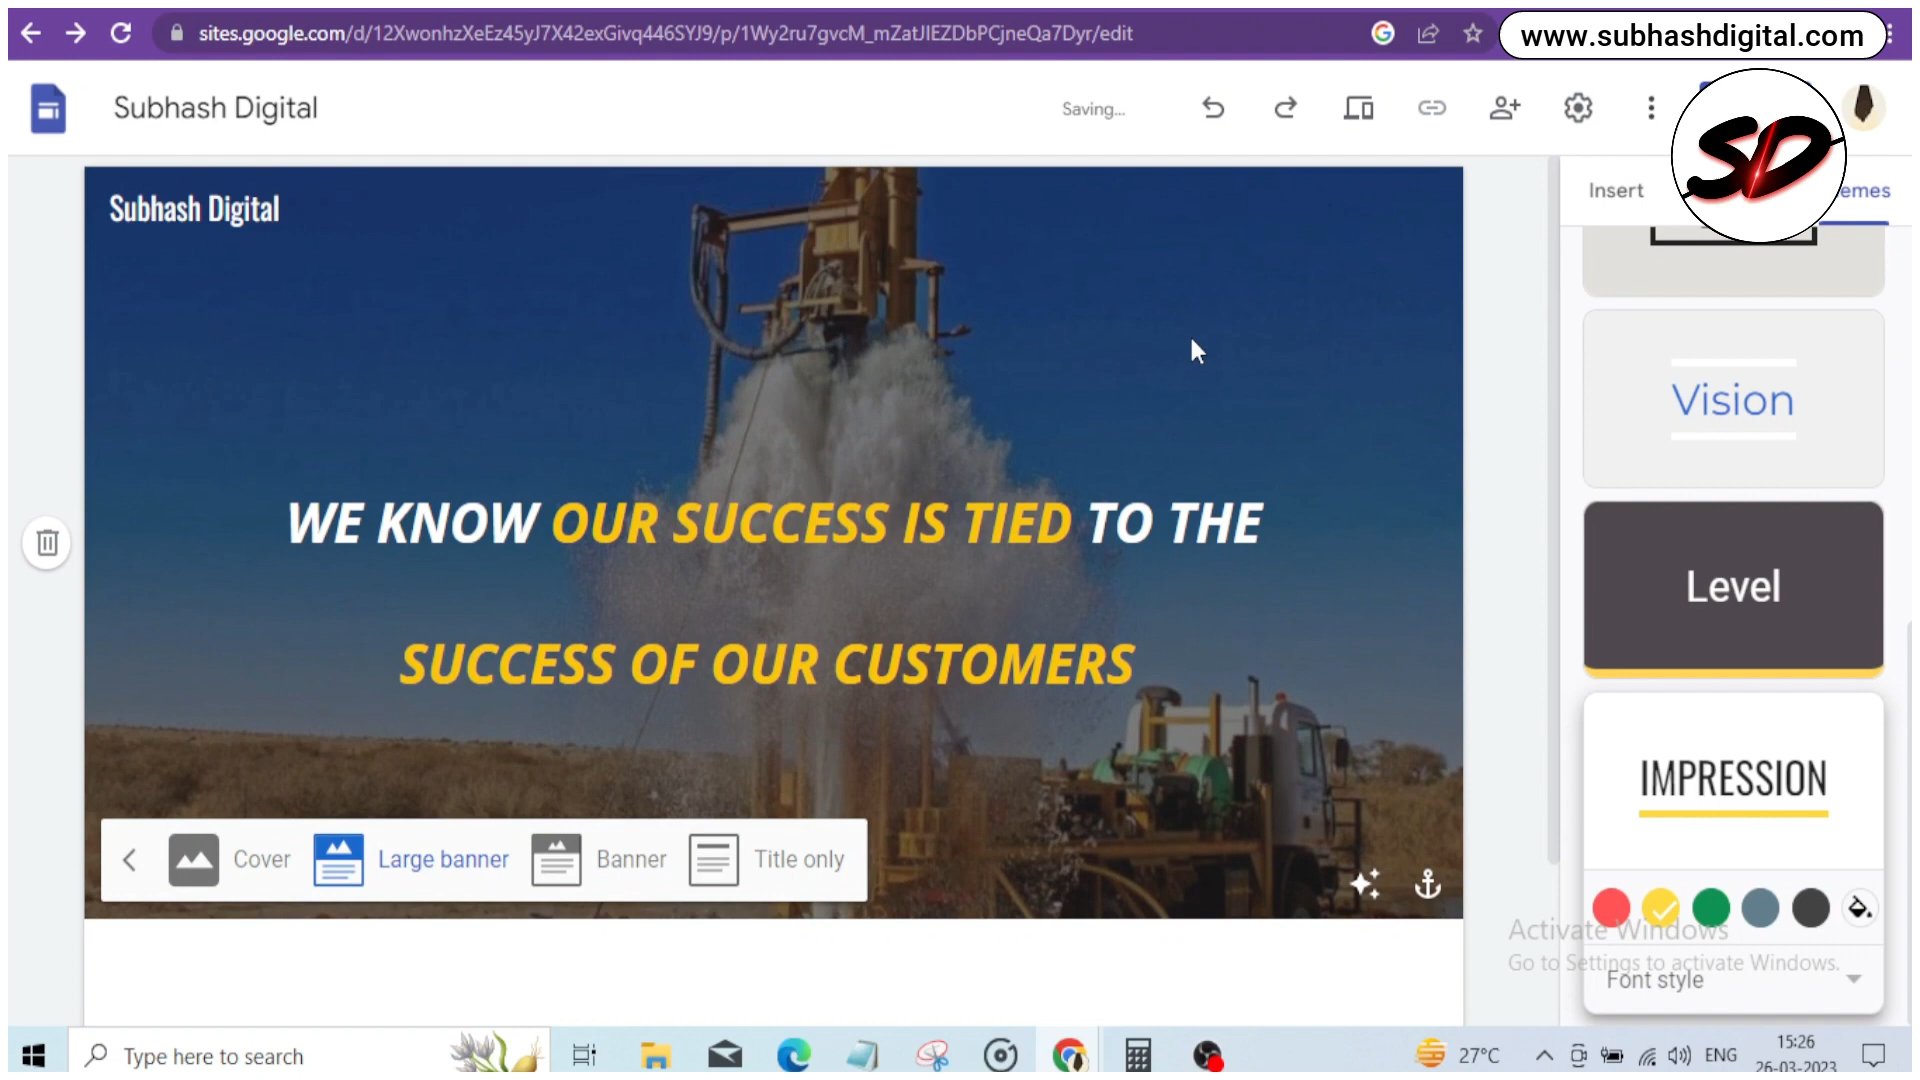 sites.google.com/d/12XwonhzXeEz45yJ7X42exGivq446SYJ9/p/1Wy2ru7gvcM_mZatJIEZDbPCjneQa7Dyr/edit
www.subhashdigital.com
Subhash Digital
Saving...
SD
Insert
emes
Subhash Digital
Vision
WE KNOW OUR SUCCESS IS TIED TO THE
SUCCESS OF OUR CUSTOMERS
Level
IMPRESSION
Cover
Large banner
Banner
Title only
Activate Windows
Go to Settings to activate Windows.
Font style
Type here to search
27°C
ENG
15:26
26-03-2023